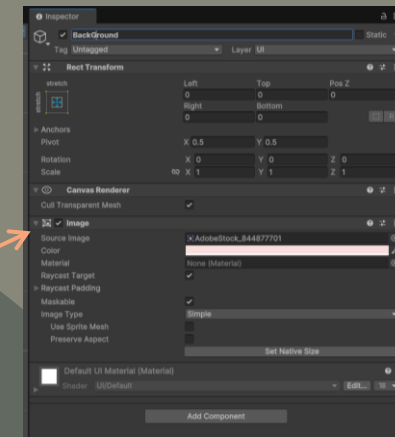 Inspector
BackGround Static
Tag Untagged Layer UI
Rect Transform
stretch Left Top Pos Z
stretch 0 0 0
Right Bottom
0 0
Anchors
Pivot X 0.5 Y 0.5
Rotation X 0 Y 0 Z 0
Scale X 1 Y 1 Z 1
Canvas Renderer
Cull Transparent Mesh
Image
Source Image AdobeStock_844877701
Color
Material None (Material)
Raycast Target
Raycast Padding
Maskable
Image Type Simple
Use Sprite Mesh
Preserve Aspect
Set Native Size
Default UI Material (Material)
Shader UI/Default Edit...
Add Component